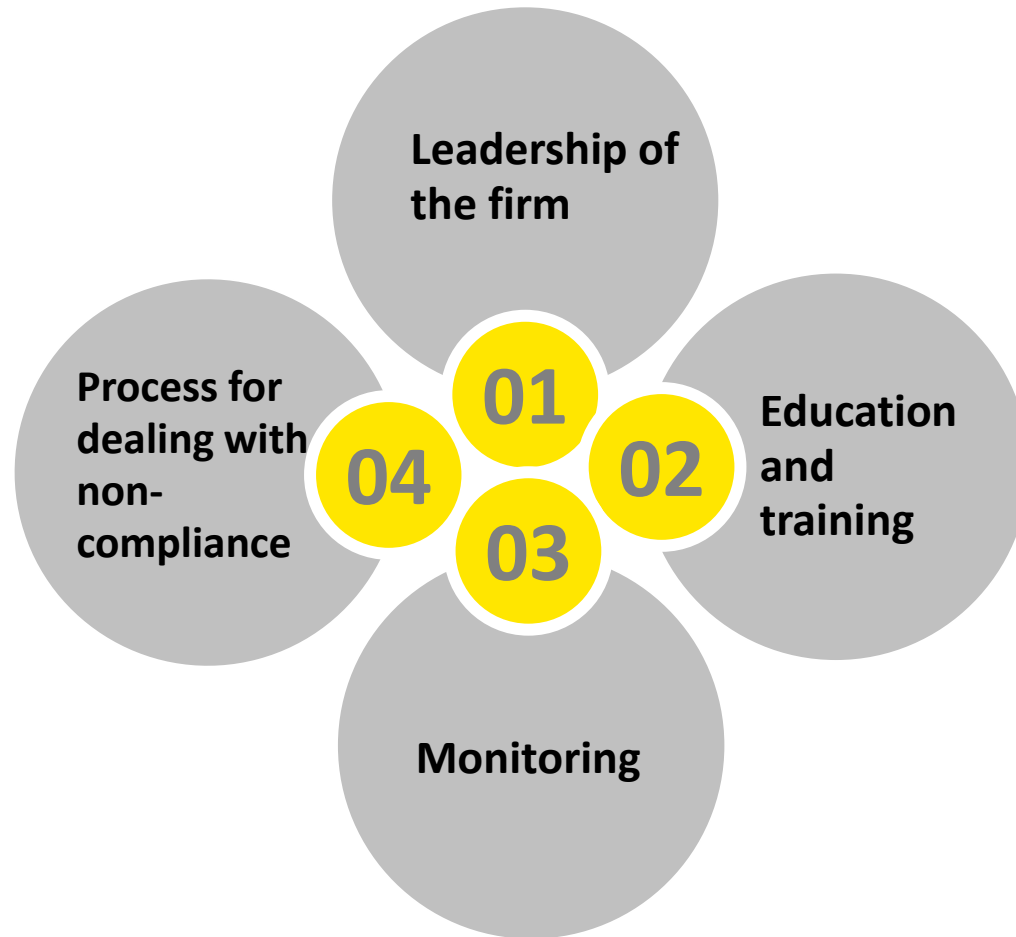 Leadership of
the firm
01
Education
and
training
02
Monitoring
03
Process for
dealing with
non-
compliance
04